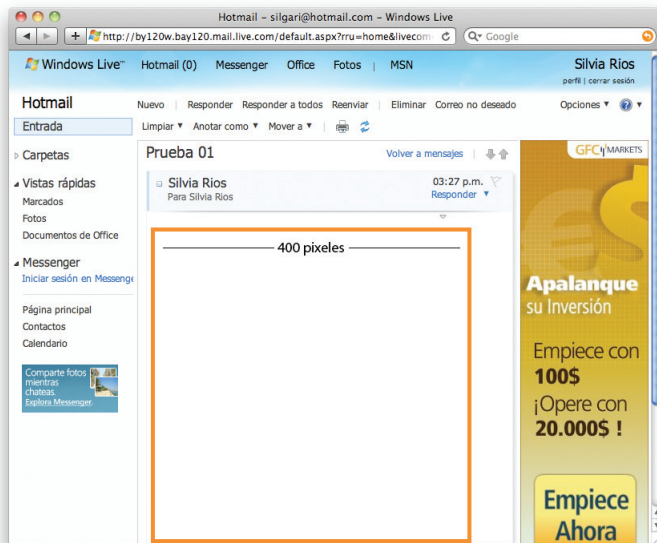 Hotmail – silgari@hotmail.com – Windows Live
http://by120w.bay120.mail.live.com/default.aspx?rru=home&livecom
Google
Windows Live™ Hotmail (0) Messenger Office Fotos | MSN
Silvia Rios
perfil | cerrar sesión
Hotmail
Nuevo | Responder Responder a todos Reenviar | Eliminar Correo no deseado
Opciones
Entrada
Limpiar Anotar como Mover a
Carpetas
Vistas rápidas
Marcados
Fotos
Documentos de Office
Messenger
Iniciar sesión en Messenge
Página principal
Contactos
Calendario
Comparte fotos
mientras
chateas.
Explora Messenger.
Prueba 01
Volver a mensajes
Silvia Rios
Para Silvia Rios
03:27 p.m.
Responder
400 pixeles
GFC MARKETS
Apalanque
su Inversión
Empiece con
100$
¡Opere con
20.000$ !
Empiece
Ahora